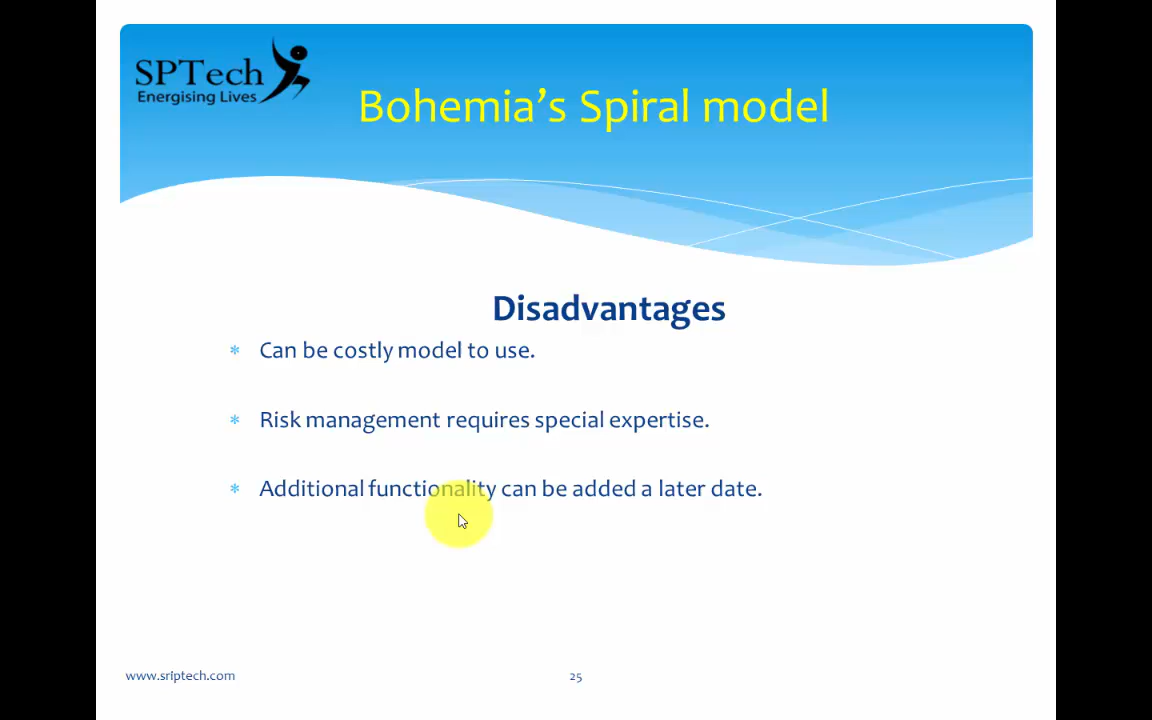 SPTech
Energising Lives
Bohemia’s Spiral model
Disadvantages
* Can be costly model to use.
* Risk management requires special expertise.
* Additional functionality can be added a later date.
www.sriptech.com
25